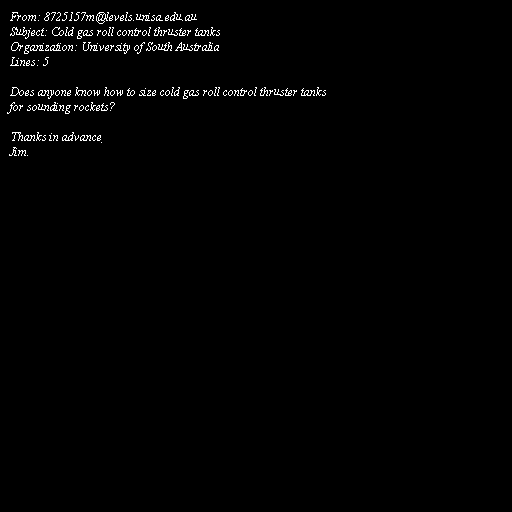 From: 8725157m@levels.unisa.edu.au
Subject: Cold gas roll control thruster tanks
Organization: University of South Australia
Lines: 5

Does anyone know how to size cold gas roll control thruster tanks
for sounding rockets?

Thanks in advance,
Jim.